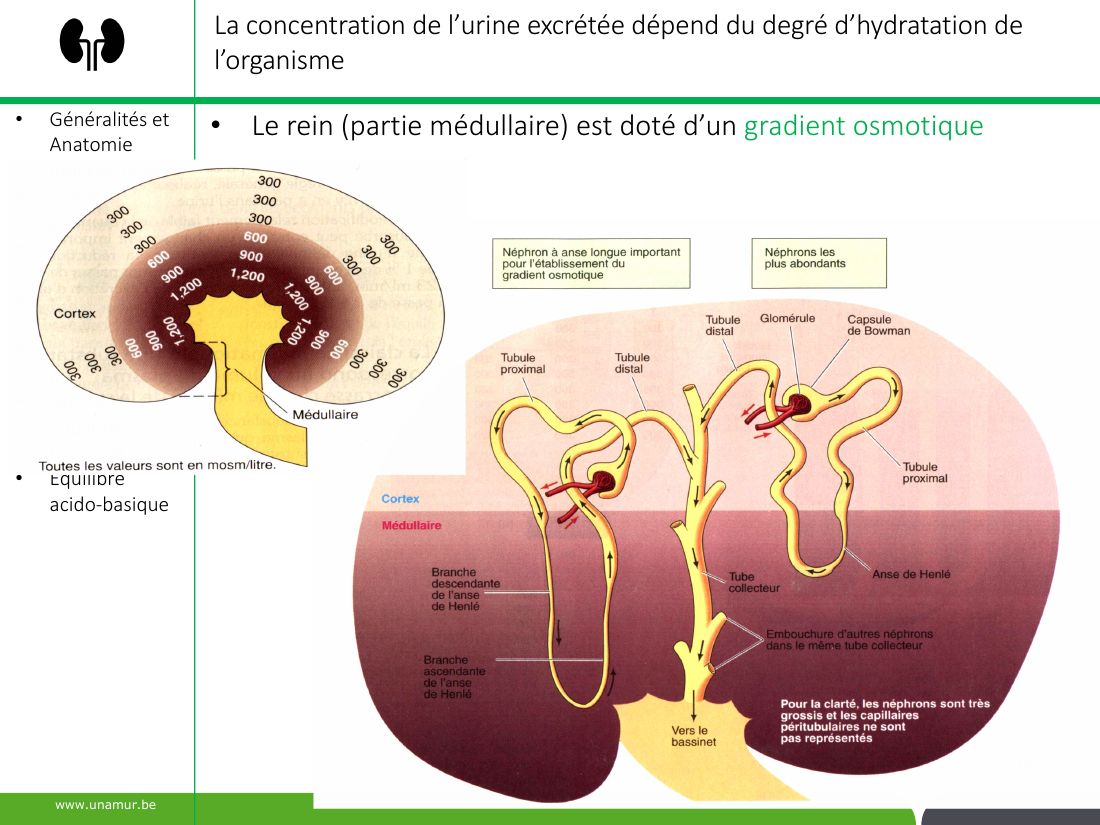 La concentration de l’urine excrétée dépend du degré d’hydratation de
l’organisme
• Généralités et
Anatomie
• Le rein (partie médullaire) est doté d’un gradient osmotique
300
300
300
600
900
1,200
300
300
300
600
900
1,200
300
300
300
600
900
1,200
Cortex
300
300
300
600
900
1,200
1,200
900
600
300
300
300
Médullaire
Toutes les valeurs sont en mosm/litre.
• Equilibre
acido-basique
Néphron à anse longue important
pour l’établissement du
gradient osmotique
Néphrons les
plus abondants
Tubule
distal
Glomérule
Capsule
de Bowman
Tubule
proximal
Tubule
distal
Tubule
proximal
Cortex
Médullaire
Branche
descendante
de l’anse
de Henlé
Tube
collecteur
Anse de Henlé
Embouchure d’autres néphrons
dans le même tube collecteur
Branche
ascendante
de l’anse
de Henlé
Pour la clarté, les néphrons sont très
grossis et les capillaires
péritubulaires ne sont
pas représentés
Vers le
bassinet
www.unamur.be